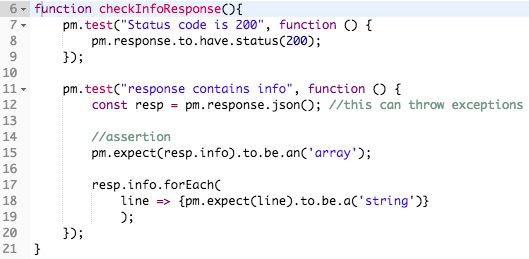 6 function checkInfoResponse(){
7 pm.test("Status code is 200", function () {
8 pm.response.to.have.status(200);
9 });
10
11 pm.test("response contains info", function () {
12 const resp = pm.response.json(); //this can throw exceptions
13
14 //assertion
15 pm.expect(resp.info).to.be.an('array');
16
17 resp.info.forEach(
18 line => {pm.expect(line).to.be.a('string')}
19 );
20 });
21 }